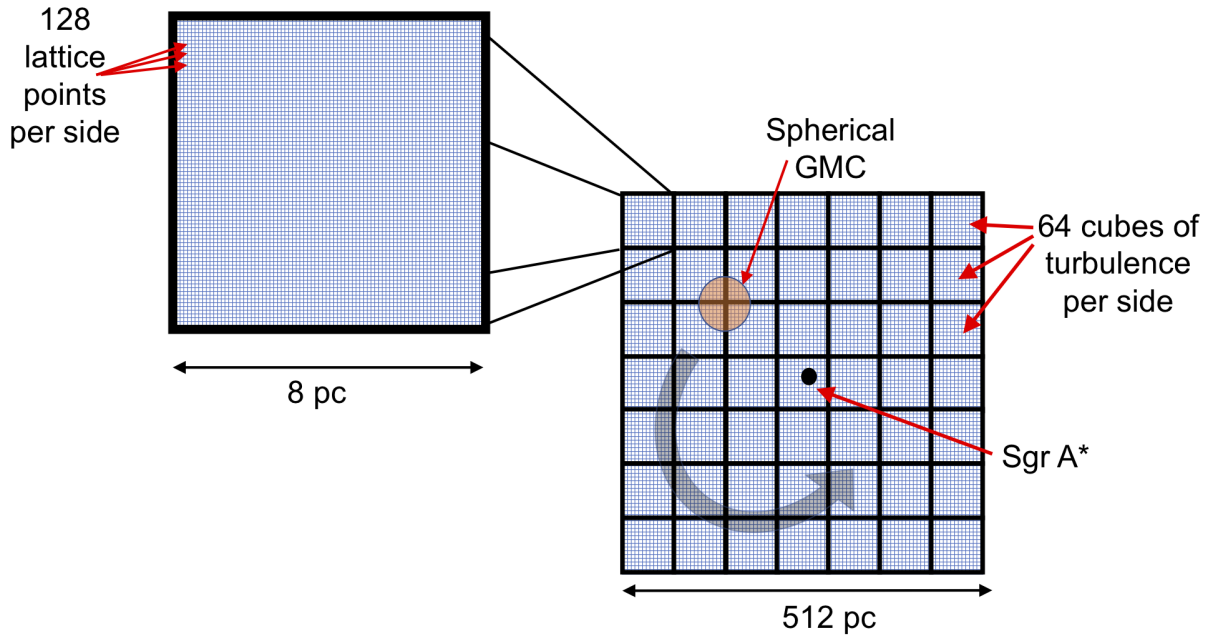 128
lattice
points
per side
8 pc
Spherical
GMC
64 cubes of
turbulence
per side
Sgr A*
512 pc